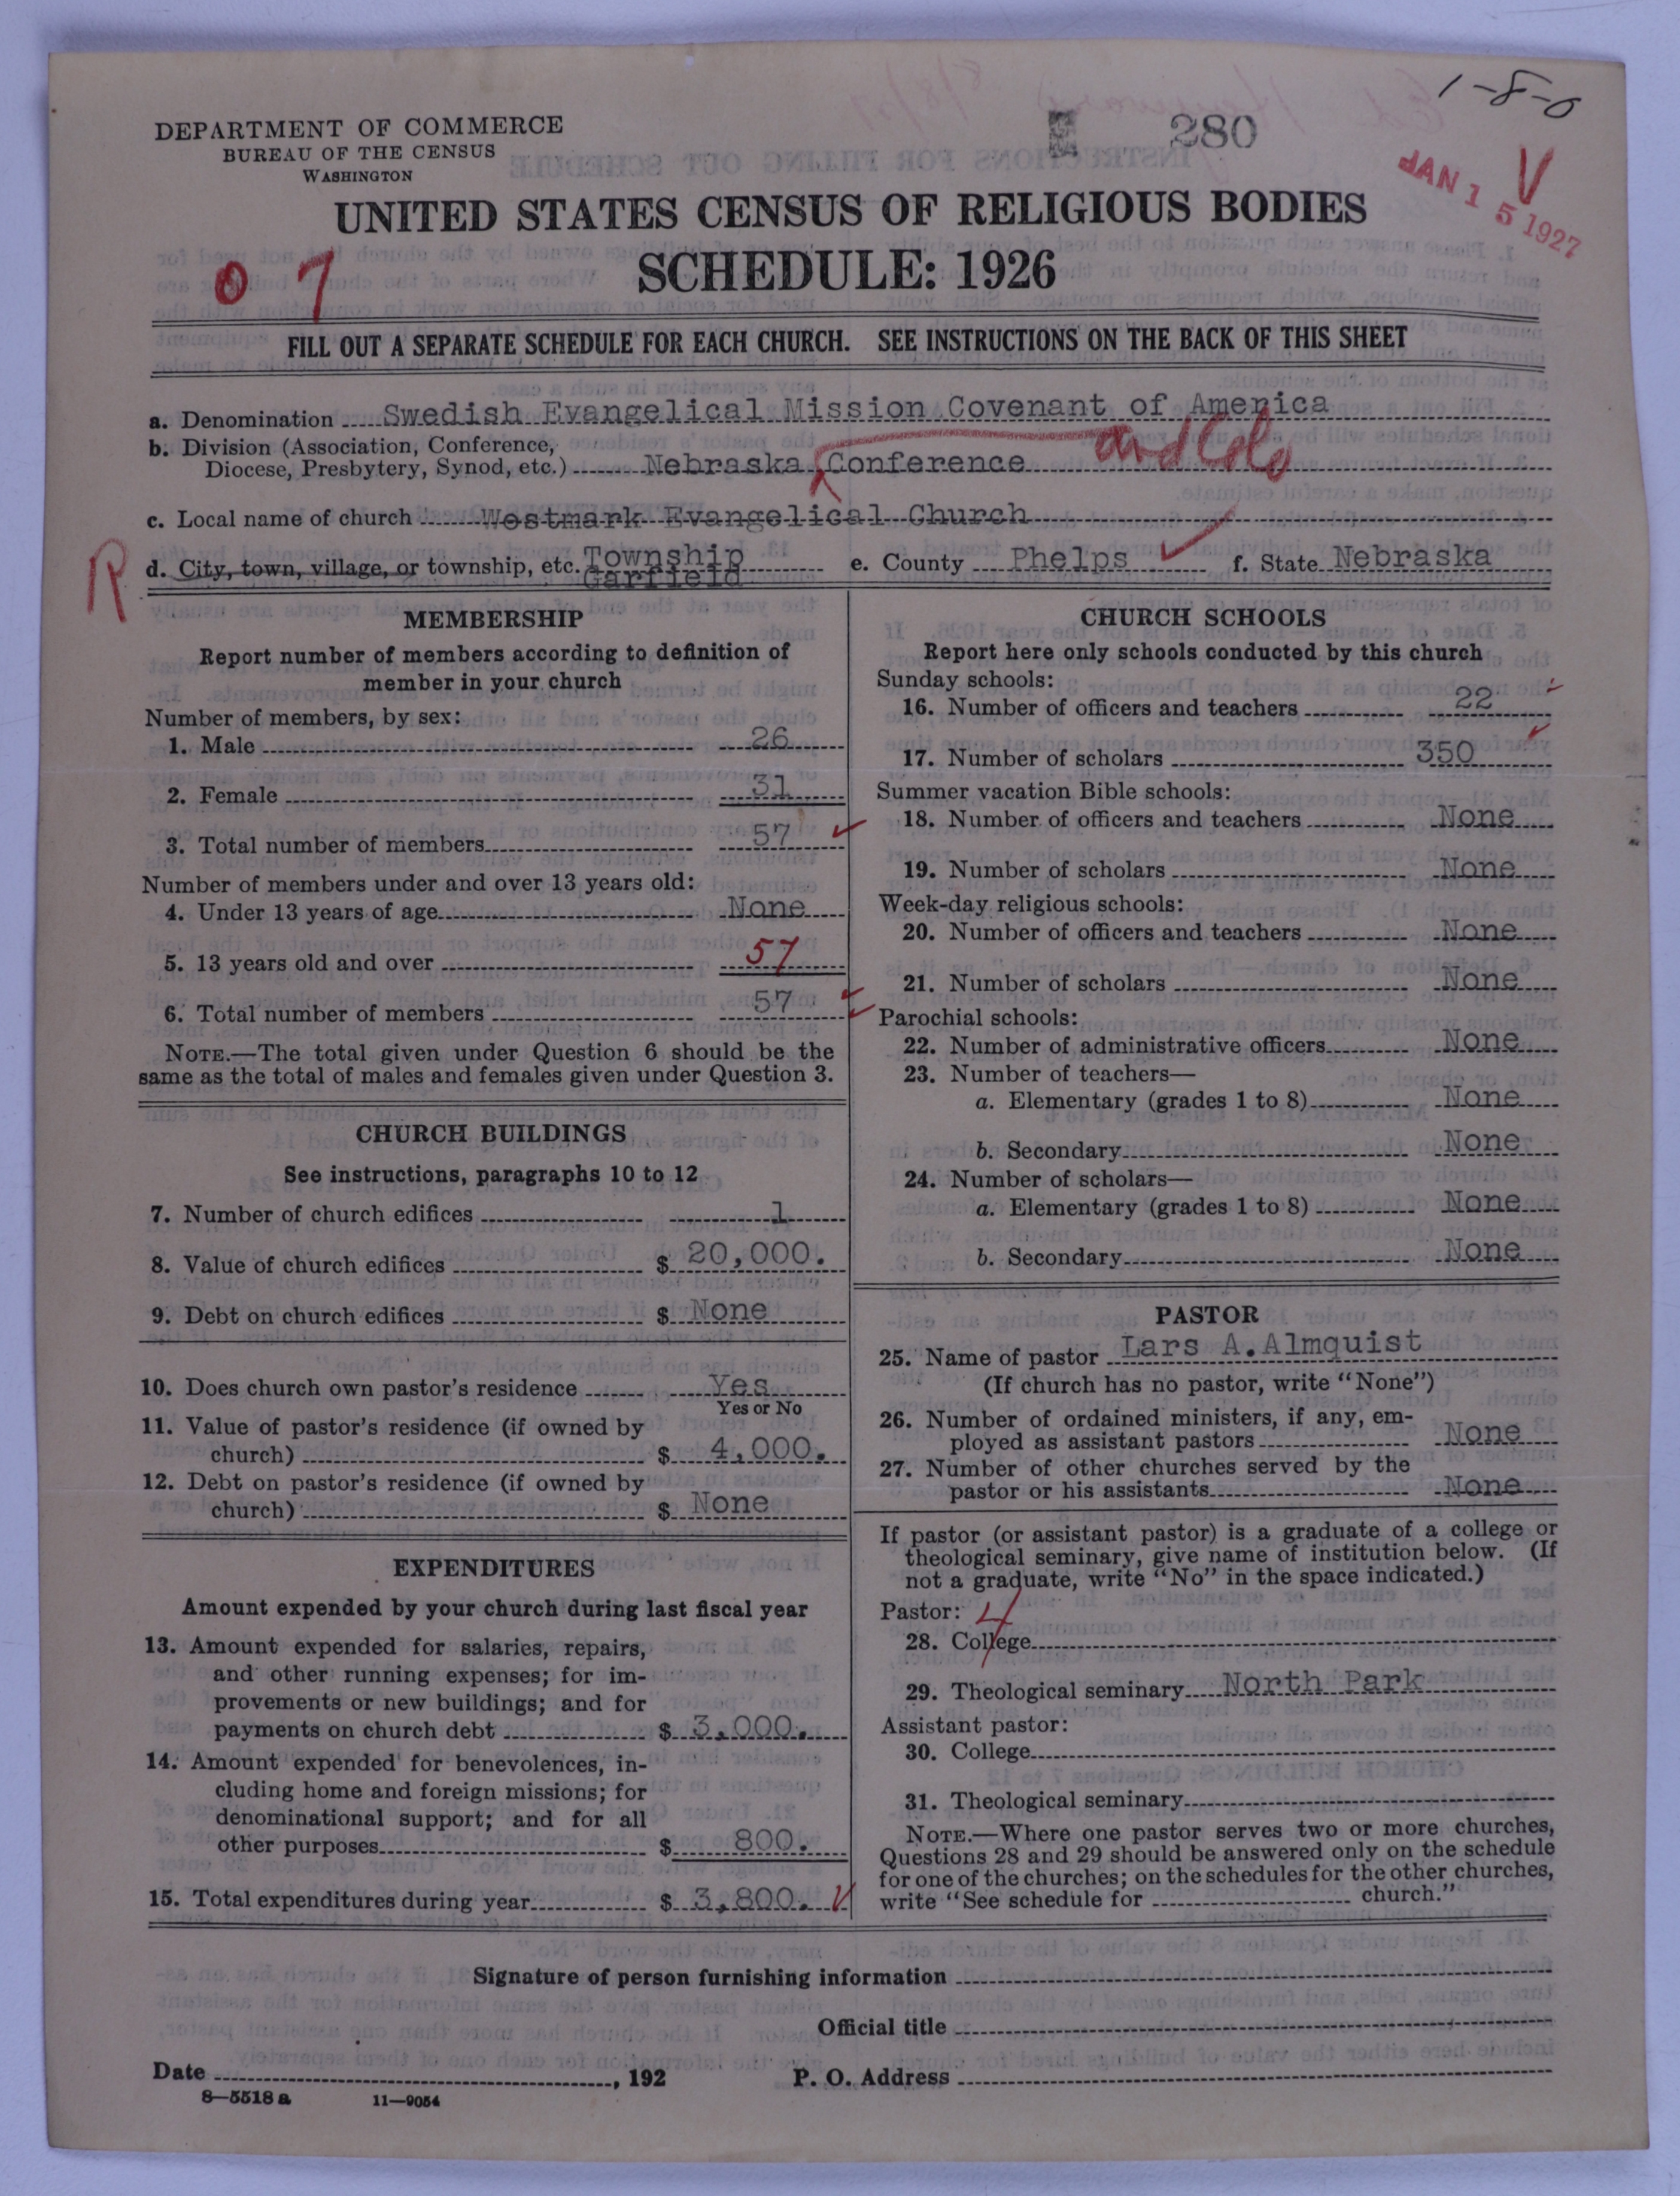 1-8-0
DEPARTMENT OF COMMERCE
BUREAU OF THE CENSUS
WASHINGTON
280
JAN 15 1927
V
UNITED STATES CENSUS OF RELIGIOUS BODIES
SCHEDULE: 1926
0 7
FILL OUT A SEPARATE SCHEDULE FOR EACH CHURCH. SEE INSTRUCTIONS ON THE BACK OF THIS SHEET
a. Denomination Swedish Evangelical Mission Covenant of America
b. Division (Association, Conference,
Diocese, Presbytery, Synod, etc.) Nebraska Conference and Colo
c. Local name of church Westmark Evangelical Church
R
d. City, town, village, or township, etc. Township Garfield e. County Phelps f. State Nebraska
MEMBERSHIP
Report number of members according to definition of
member in your church
Number of members, by sex:
1. Male 26
2. Female 31
3. Total number of members 57
Number of members under and over 13 years old:
4. Under 13 years of age None
5. 13 years old and over 57
6. Total number of members 57
NOTE.—The total given under Question 6 should be the
same as the total of males and females given under Question 3.
CHURCH BUILDINGS
See instructions, paragraphs 10 to 12
7. Number of church edifices 1
8. Value of church edifices $ 20,000.
9. Debt on church edifices $ None
10. Does church own pastor's residence Yes
Yes or No
11. Value of pastor's residence (if owned by
church) $ 4,000.
12. Debt on pastor's residence (if owned by
church) $ None
EXPENDITURES
Amount expended by your church during last fiscal year
13. Amount expended for salaries, repairs,
and other running expenses; for im-
provements or new buildings; and for
payments on church debt $ 3,000.
14. Amount expended for benevolences, in-
cluding home and foreign missions; for
denominational support; and for all
other purposes $ 800.
15. Total expenditures during year $ 3,800.
CHURCH SCHOOLS
Report here only schools conducted by this church
Sunday schools:
16. Number of officers and teachers 22
17. Number of scholars 350
Summer vacation Bible schools:
18. Number of officers and teachers None
19. Number of scholars None
Week-day religious schools:
20. Number of officers and teachers None
21. Number of scholars None
Parochial schools:
22. Number of administrative officers None
23. Number of teachers—
a. Elementary (grades 1 to 8) None
b. Secondary None
24. Number of scholars—
a. Elementary (grades 1 to 8) None
b. Secondary None
PASTOR
25. Name of pastor Lars A. Almquist
(If church has no pastor, write "None")
26. Number of ordained ministers, if any, em-
ployed as assistant pastors None
27. Number of other churches served by the
pastor or his assistants None
If pastor (or assistant pastor) is a graduate of a college or
theological seminary, give name of institution below. (If
not a graduate, write "No" in the space indicated.)
Pastor: 4
28. College
29. Theological seminary North Park
Assistant pastor:
30. College
31. Theological seminary
NOTE.—Where one pastor serves two or more churches,
Questions 28 and 29 should be answered only on the schedule
for one of the churches; on the schedules for the other churches,
write "See schedule for church."
Signature of person furnishing information
Official title
Date , 192 P. O. Address
8—5518 a 11—9054